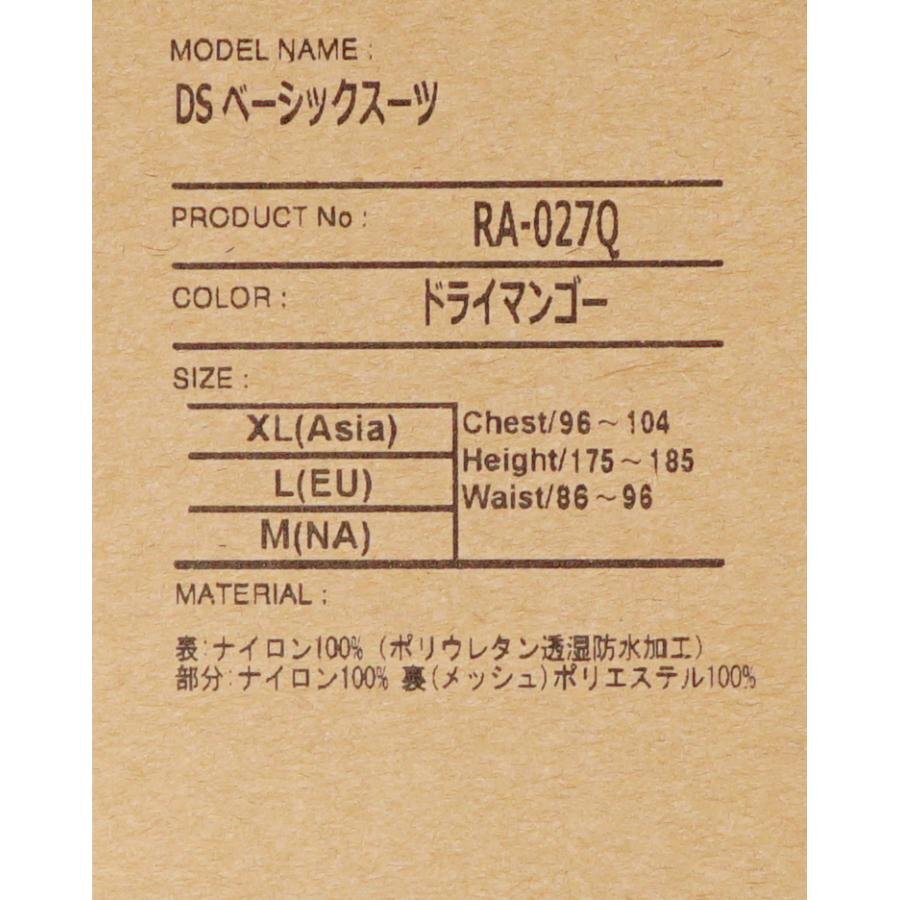 MODEL NAME :
DS ベーシックスーツ
PRODUCT No : RA-027Q
COLOR : ドライマンゴー
SIZE :
XL(Asia)
L(EU)
M(NA)
Chest/96～104
Height/175～185
Waist/86～96
MATERIAL :
表:ナイロン100% (ポリウレタン透湿防水加工)
部分:ナイロン100% 裏(メッシュ)ポリエステル100%